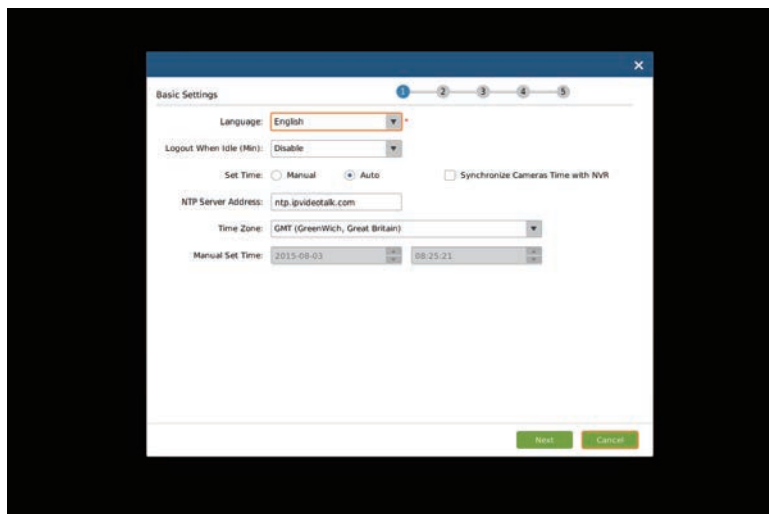 Basic Settings 1 2 3 4 5
Language: English *
Logout When Idle (Min): Disable
Set Time: Manual Auto Synchronize Cameras Time with NVR
NTP Server Address: ntp.ipvideotalk.com
Time Zone: GMT (GreenWich, Great Britain)
Manual Set Time: 2015-08-03 08:25:21
Next Cancel